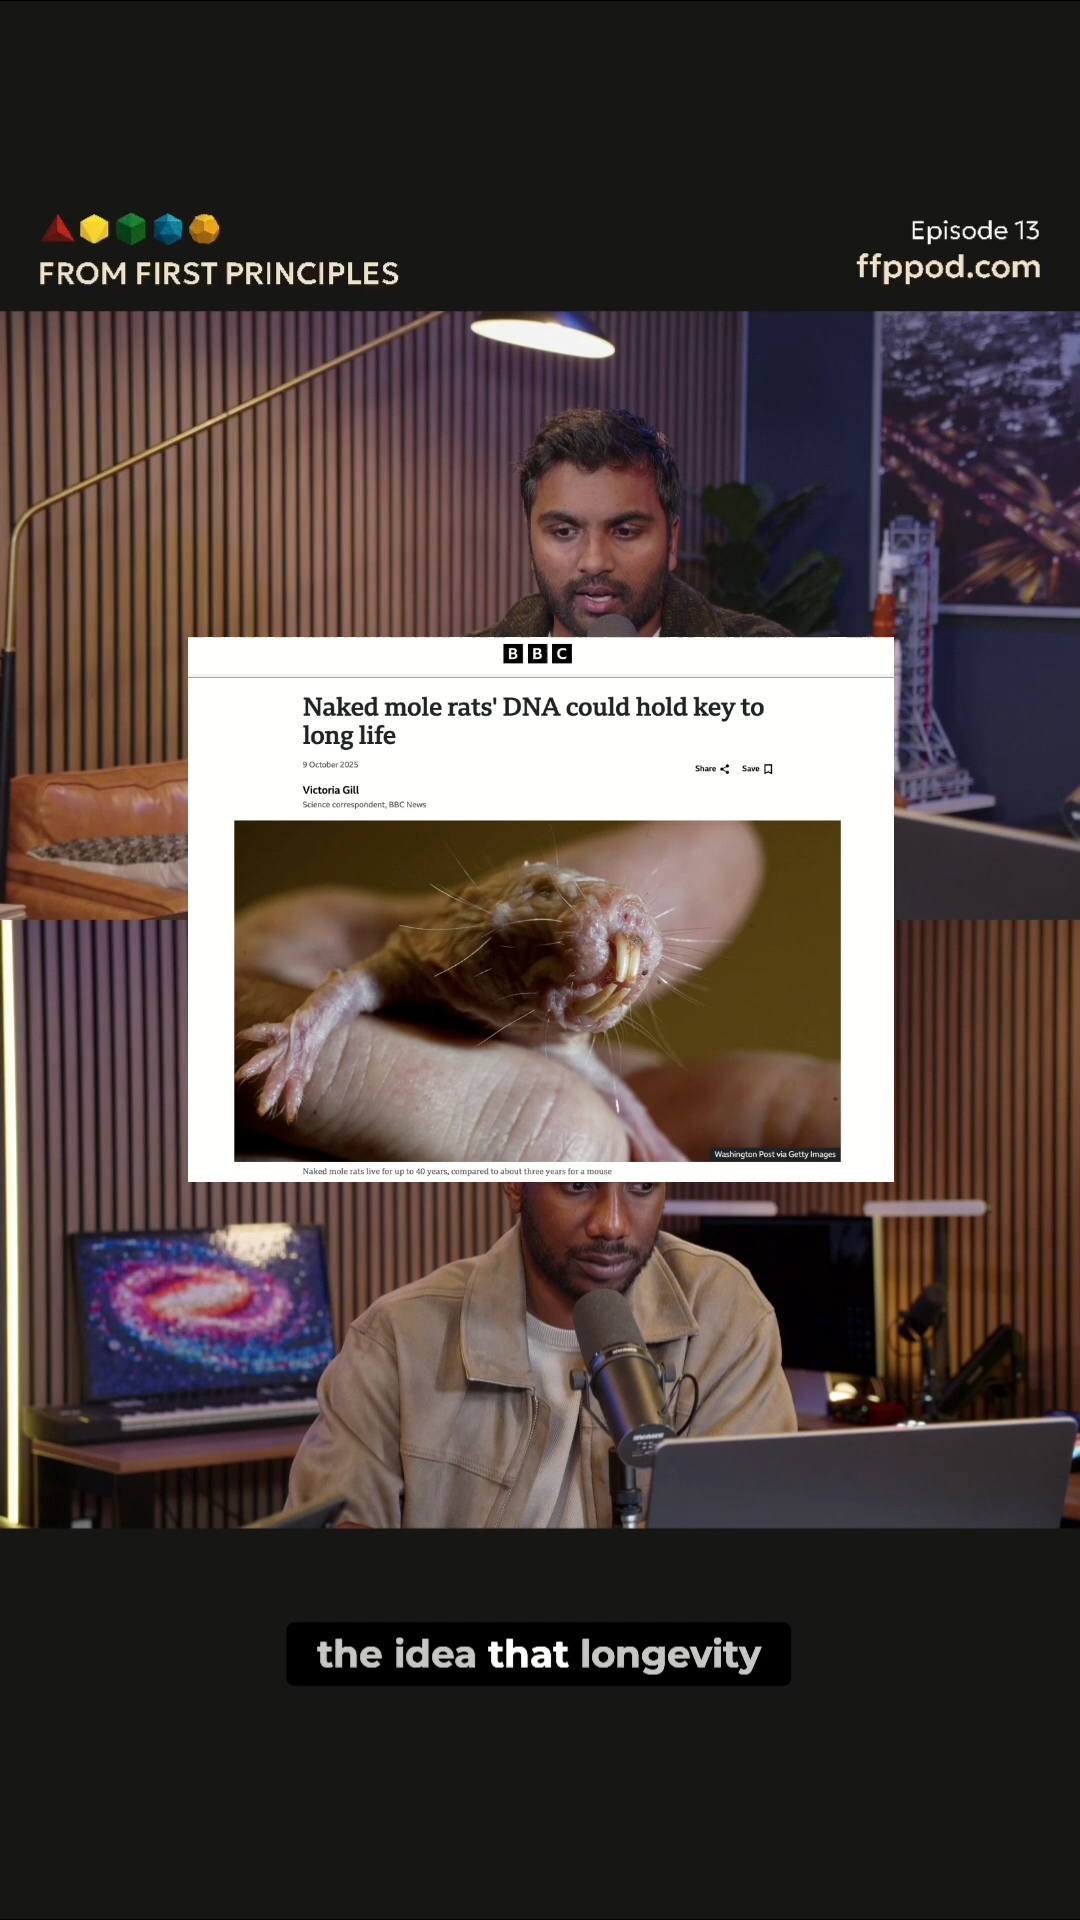 FROM FIRST PRINCIPLES
Episode 13
ffppod.com
BBC
Naked mole rats' DNA could hold key to
long life
9 October 2025
Share
Save
Victoria Gill
Science correspondent, BBC News
Washington Post via Getty Images
Naked mole rats live for up to 40 years, compared to about three years for a mouse
SHURE
SHURE
the idea that longevity